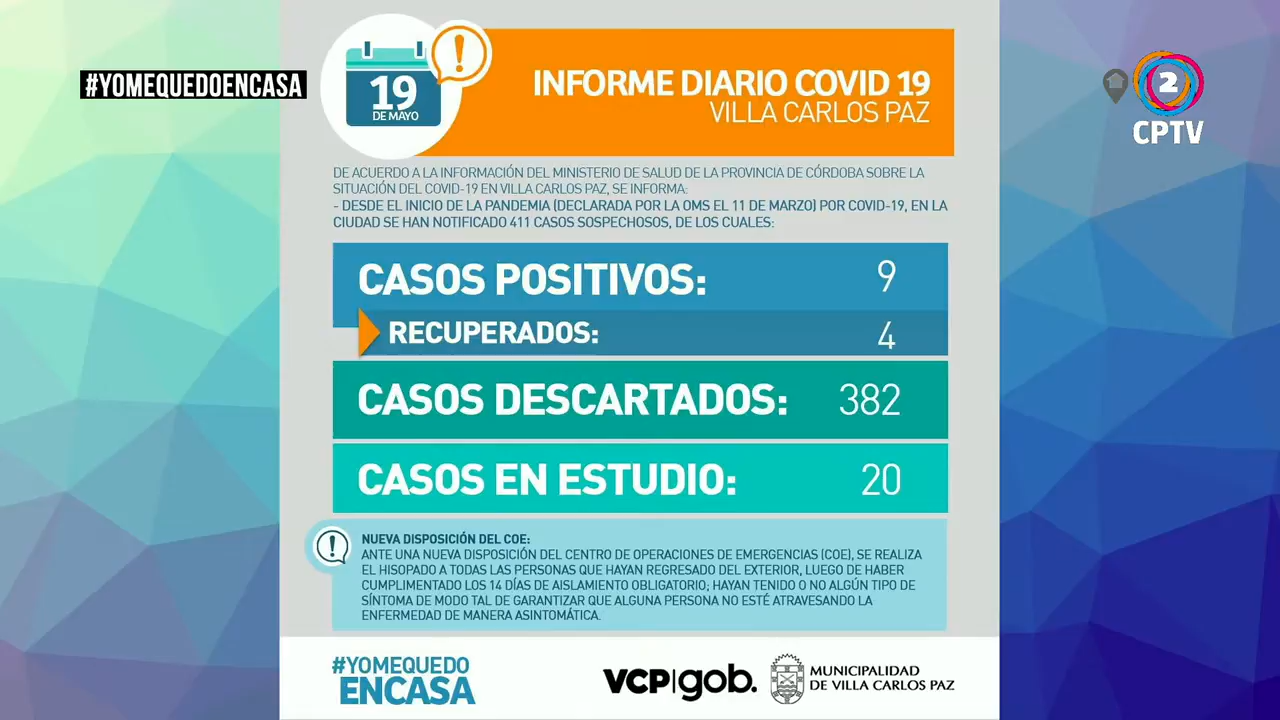 #YOMEQUEDOENCASA
19
DE MAYO
INFORME DIARIO COVID 19
VILLA CARLOS PAZ
2
CPTV
DE ACUERDO A LA INFORMACIÓN DEL MINISTERIO DE SALUD DE LA PROVINCIA DE CÓRDOBA SOBRE LA
SITUACIÓN DEL COVID-19 EN VILLA CARLOS PAZ, SE INFORMA:
- DESDE EL INICIO DE LA PANDEMIA (DECLARADA POR LA OMS EL 11 DE MARZO) POR COVID-19, EN LA
CIUDAD SE HAN NOTIFICADO 411 CASOS SOSPECHOSOS, DE LOS CUALES:
CASOS POSITIVOS: 9
RECUPERADOS: 4
CASOS DESCARTADOS: 382
CASOS EN ESTUDIO: 20
NUEVA DISPOSICIÓN DEL COE:
ANTE UNA NUEVA DISPOSICIÓN DEL CENTRO DE OPERACIONES DE EMERGENCIAS (COE), SE REALIZA
EL HISOPADO A TODAS LAS PERSONAS QUE HAYAN REGRESADO DEL EXTERIOR, LUEGO DE HABER
CUMPLIMENTADO LOS 14 DÍAS DE AISLAMIENTO OBLIGATORIO; HAYAN TENIDO O NO ALGÚN TIPO DE
SÍNTOMA DE MODO TAL DE GARANTIZAR QUE ALGUNA PERSONA NO ESTÉ ATRAVESANDO LA
ENFERMEDAD DE MANERA ASINTOMÁTICA.
#YOMEQUEDO
ENCASA
VCP|gob.
MUNICIPALIDAD
DE VILLA CARLOS PAZ